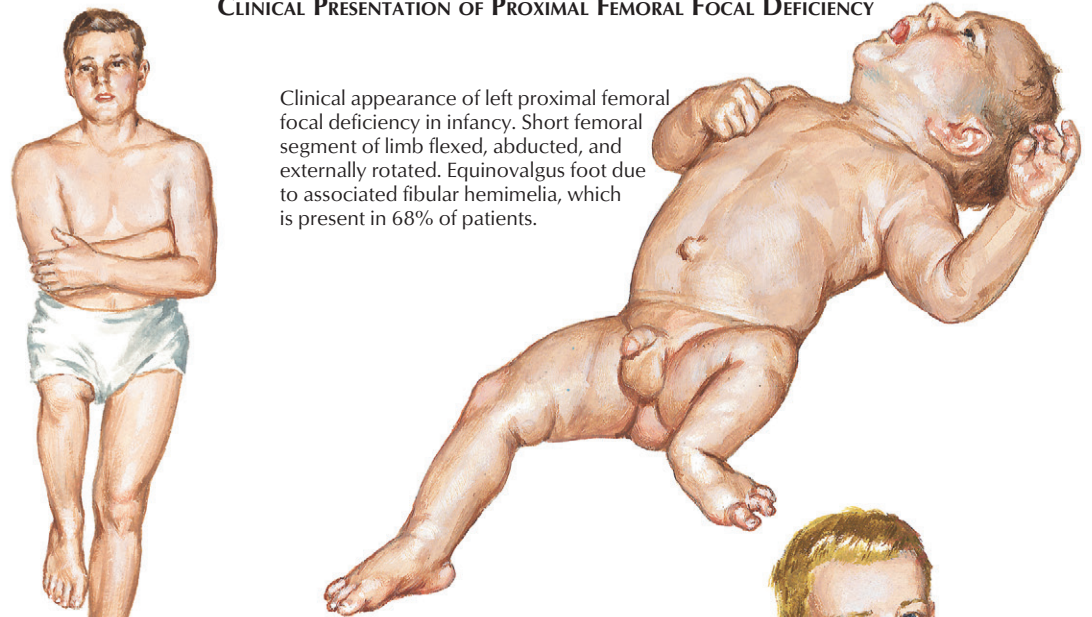 CLINICAL PRESENTATION OF PROXIMAL FEMORAL FOCAL DEFICIENCY
Clinical appearance of left proximal femoral
focal deficiency in infancy. Short femoral
segment of limb flexed, abducted, and
externally rotated. Equinovalgus foot due
to associated fibular hemimelia, which
is present in 68% of patients.